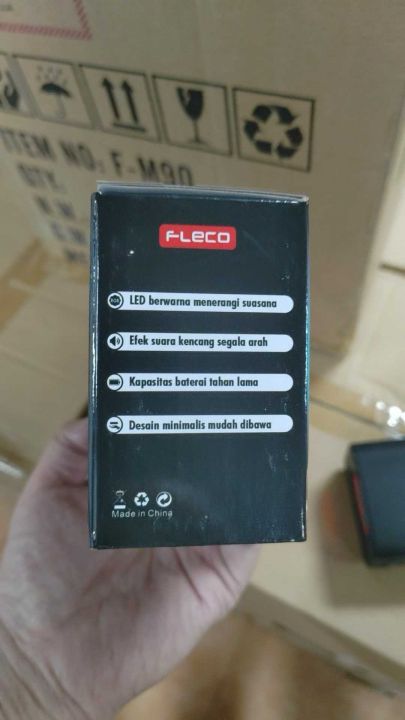 ITEM NO: F-M90
QTY:
FLECO
LED berwarna menerangi suasana
Efek suara kencang segala arah
Kapasitas baterai tahan lama
Desain minimalis mudah dibawa
Made in China